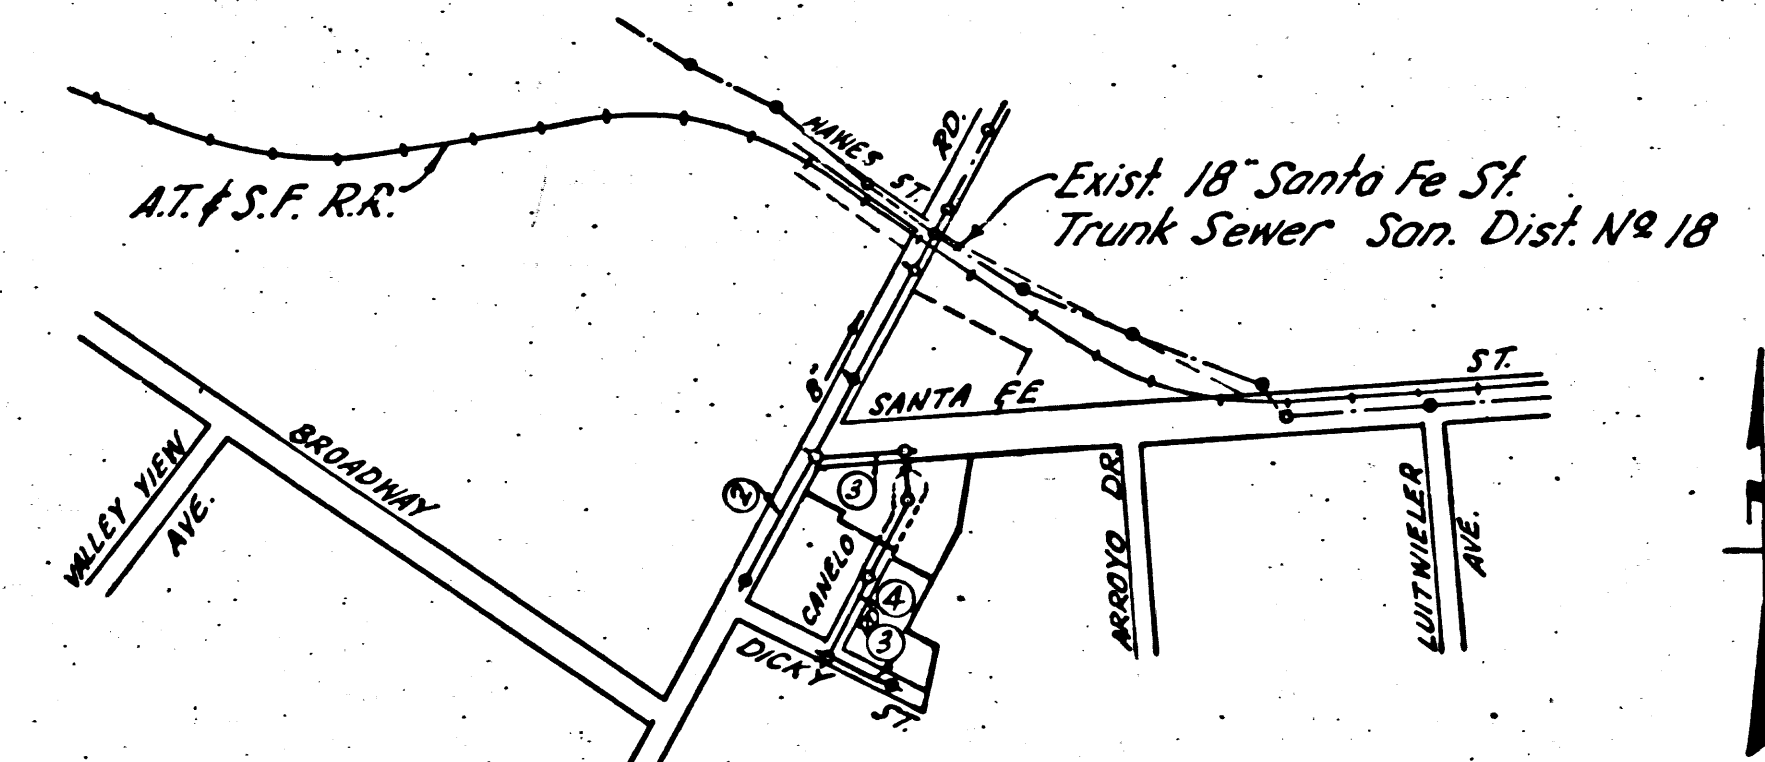 HAWES ST.
RD.
A.T. & S.F. R.R.
Exist. 18" Santa Fe St.
Trunk Sewer San. Dist. Nº 18
8"
SANTA FE ST.
BROADWAY
VALLEY VIEW AVE.
2
3
CANELO
4
3
DICKY ST.
ARROYO DR.
LUITWIELER AVE.